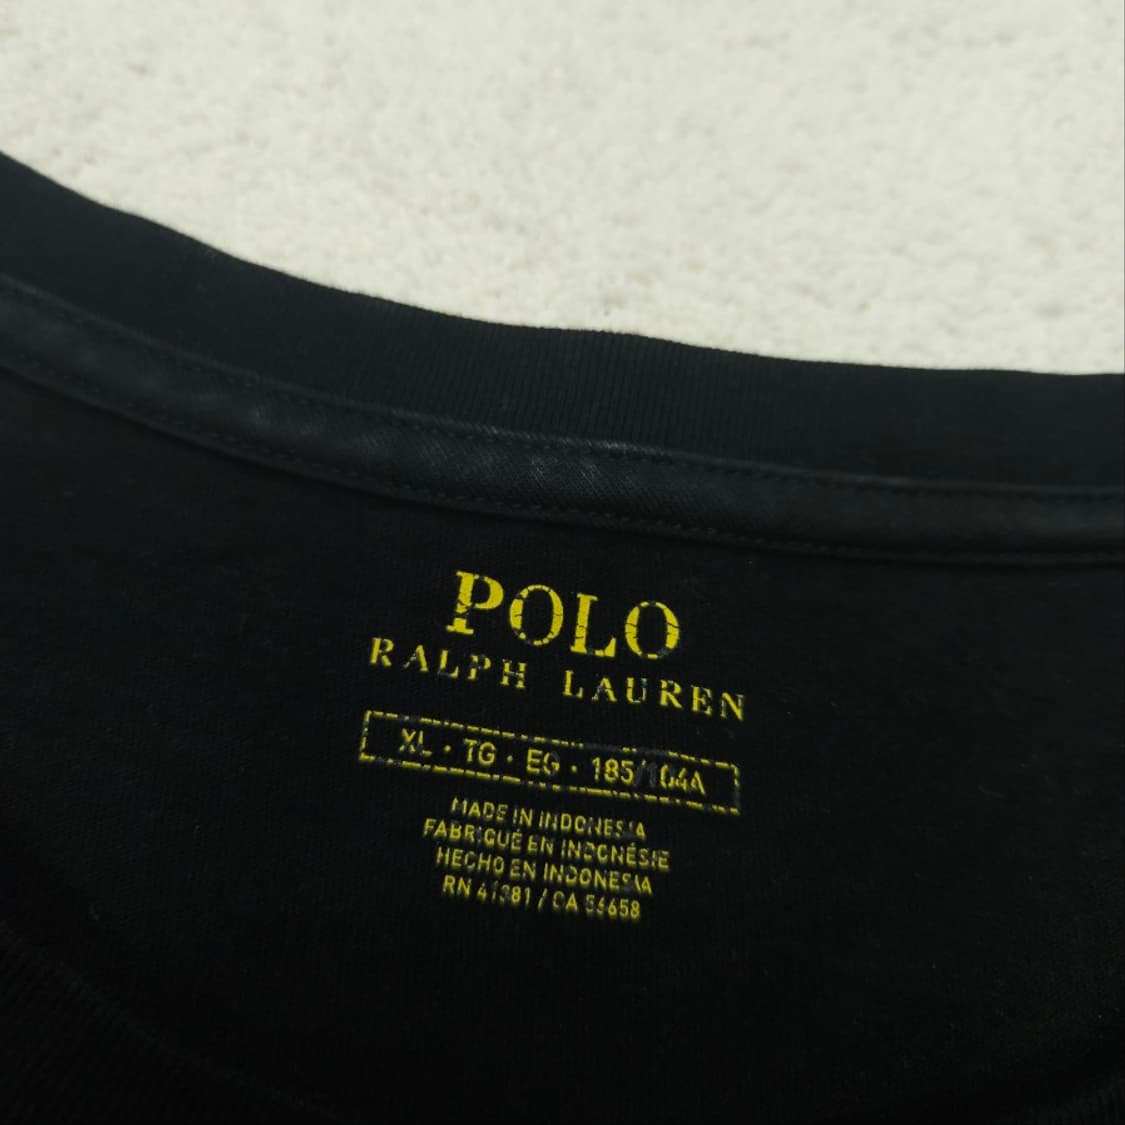 POLO
RALPH LAUREN
XL · TG · EG · 185/104A
MADE IN INDONESIA
FABRIQUÉ EN INDONÉSIE
HECHO EN INDONESIA
RN 41381 / CA 56658